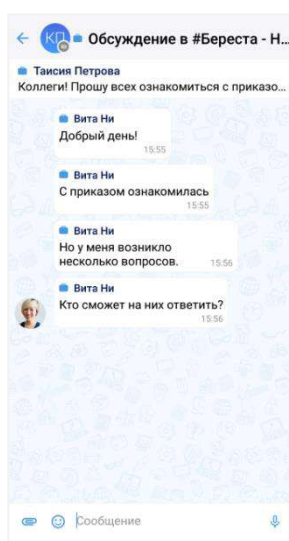 КП Обсуждение в #Береста - Н...
Таисия Петрова
Коллеги! Прошу всех ознакомиться с приказо...
Вита Ни
Добрый день!
15:55
Вита Ни
С приказом ознакомилась
15:55
Вита Ни
Но у меня возникло
несколько вопросов. 15:56
Вита Ни
Кто сможет на них ответить?
15:56
Сообщение